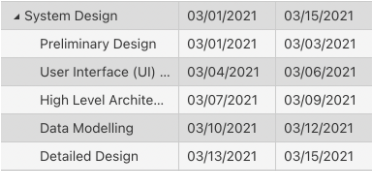 System Design 03/01/2021 03/15/2021
Preliminary Design 03/01/2021 03/03/2021
User Interface (UI) ... 03/04/2021 03/06/2021
High Level Archite... 03/07/2021 03/09/2021
Data Modelling 03/10/2021 03/12/2021
Detailed Design 03/13/2021 03/15/2021